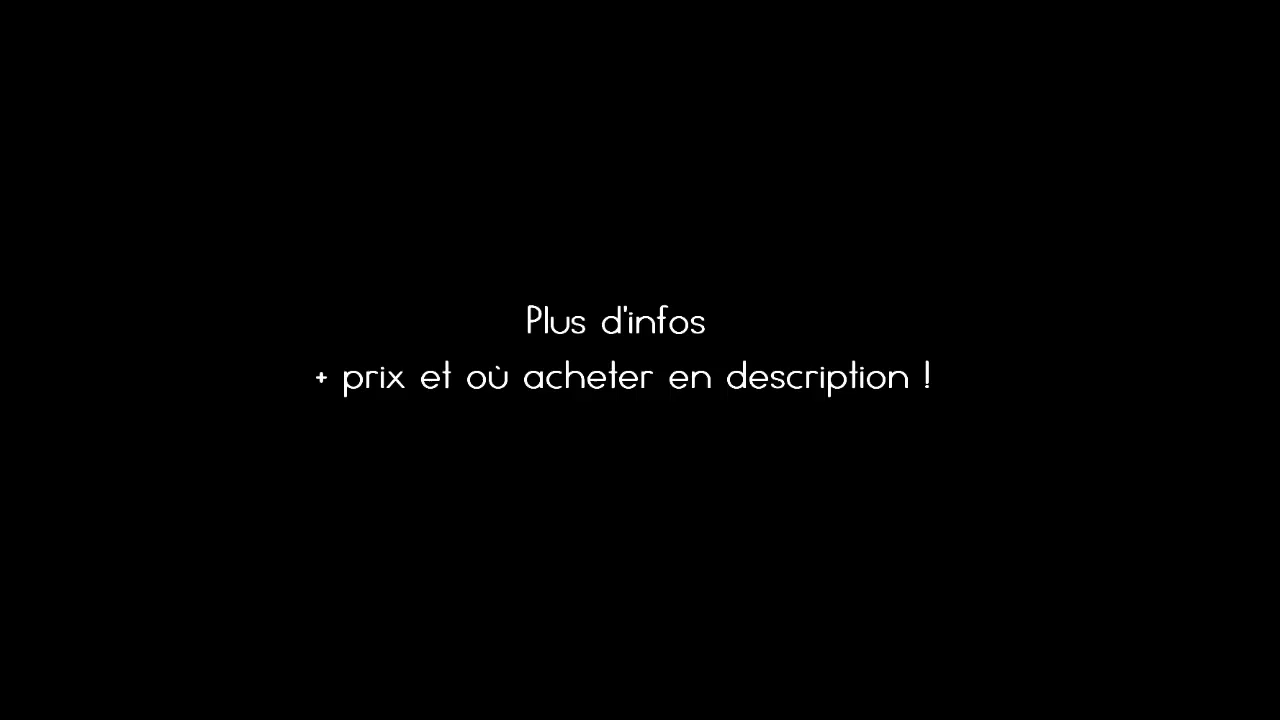 Plus d'infos
+ prix et où acheter en description !